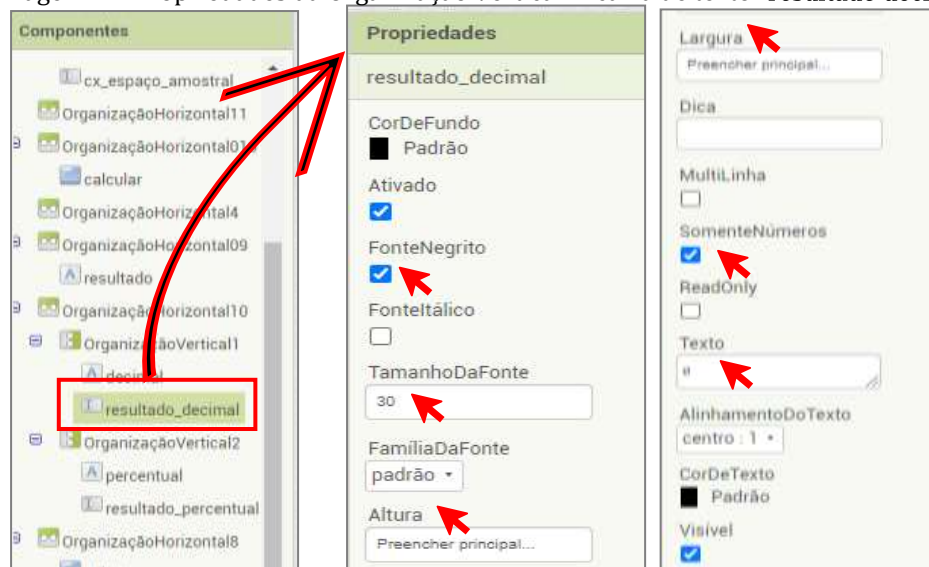 Componentes
cx_espaço_amostral
OrganizaçãoHorizontal11
calcular
OrganizaçãoHorizontal4
OrganizaçãoHorizontal09
resultado
OrganizaçãoHorizontal10
OrganizaçãoVertical1
decimal
resultado_decimal
OrganizaçãoVertical2
percentual
resultado_percentual
OrganizaçãoHorizontal8
Propriedades
resultado_decimal
CorDeFundo
Padrão
Ativado
FonteNegrito
FonteItálico
TamanhoDaFonte
30
FamíliaDaFonte
padrão
Altura
Preencher principal...
Largura
Preencher principal...
Dica
MultiLinha
SomenteNúmeros
ReadOnly
Texto
AlinhamentoDoTexto
centro : 1
CorDeTexto
Padrão
Visível